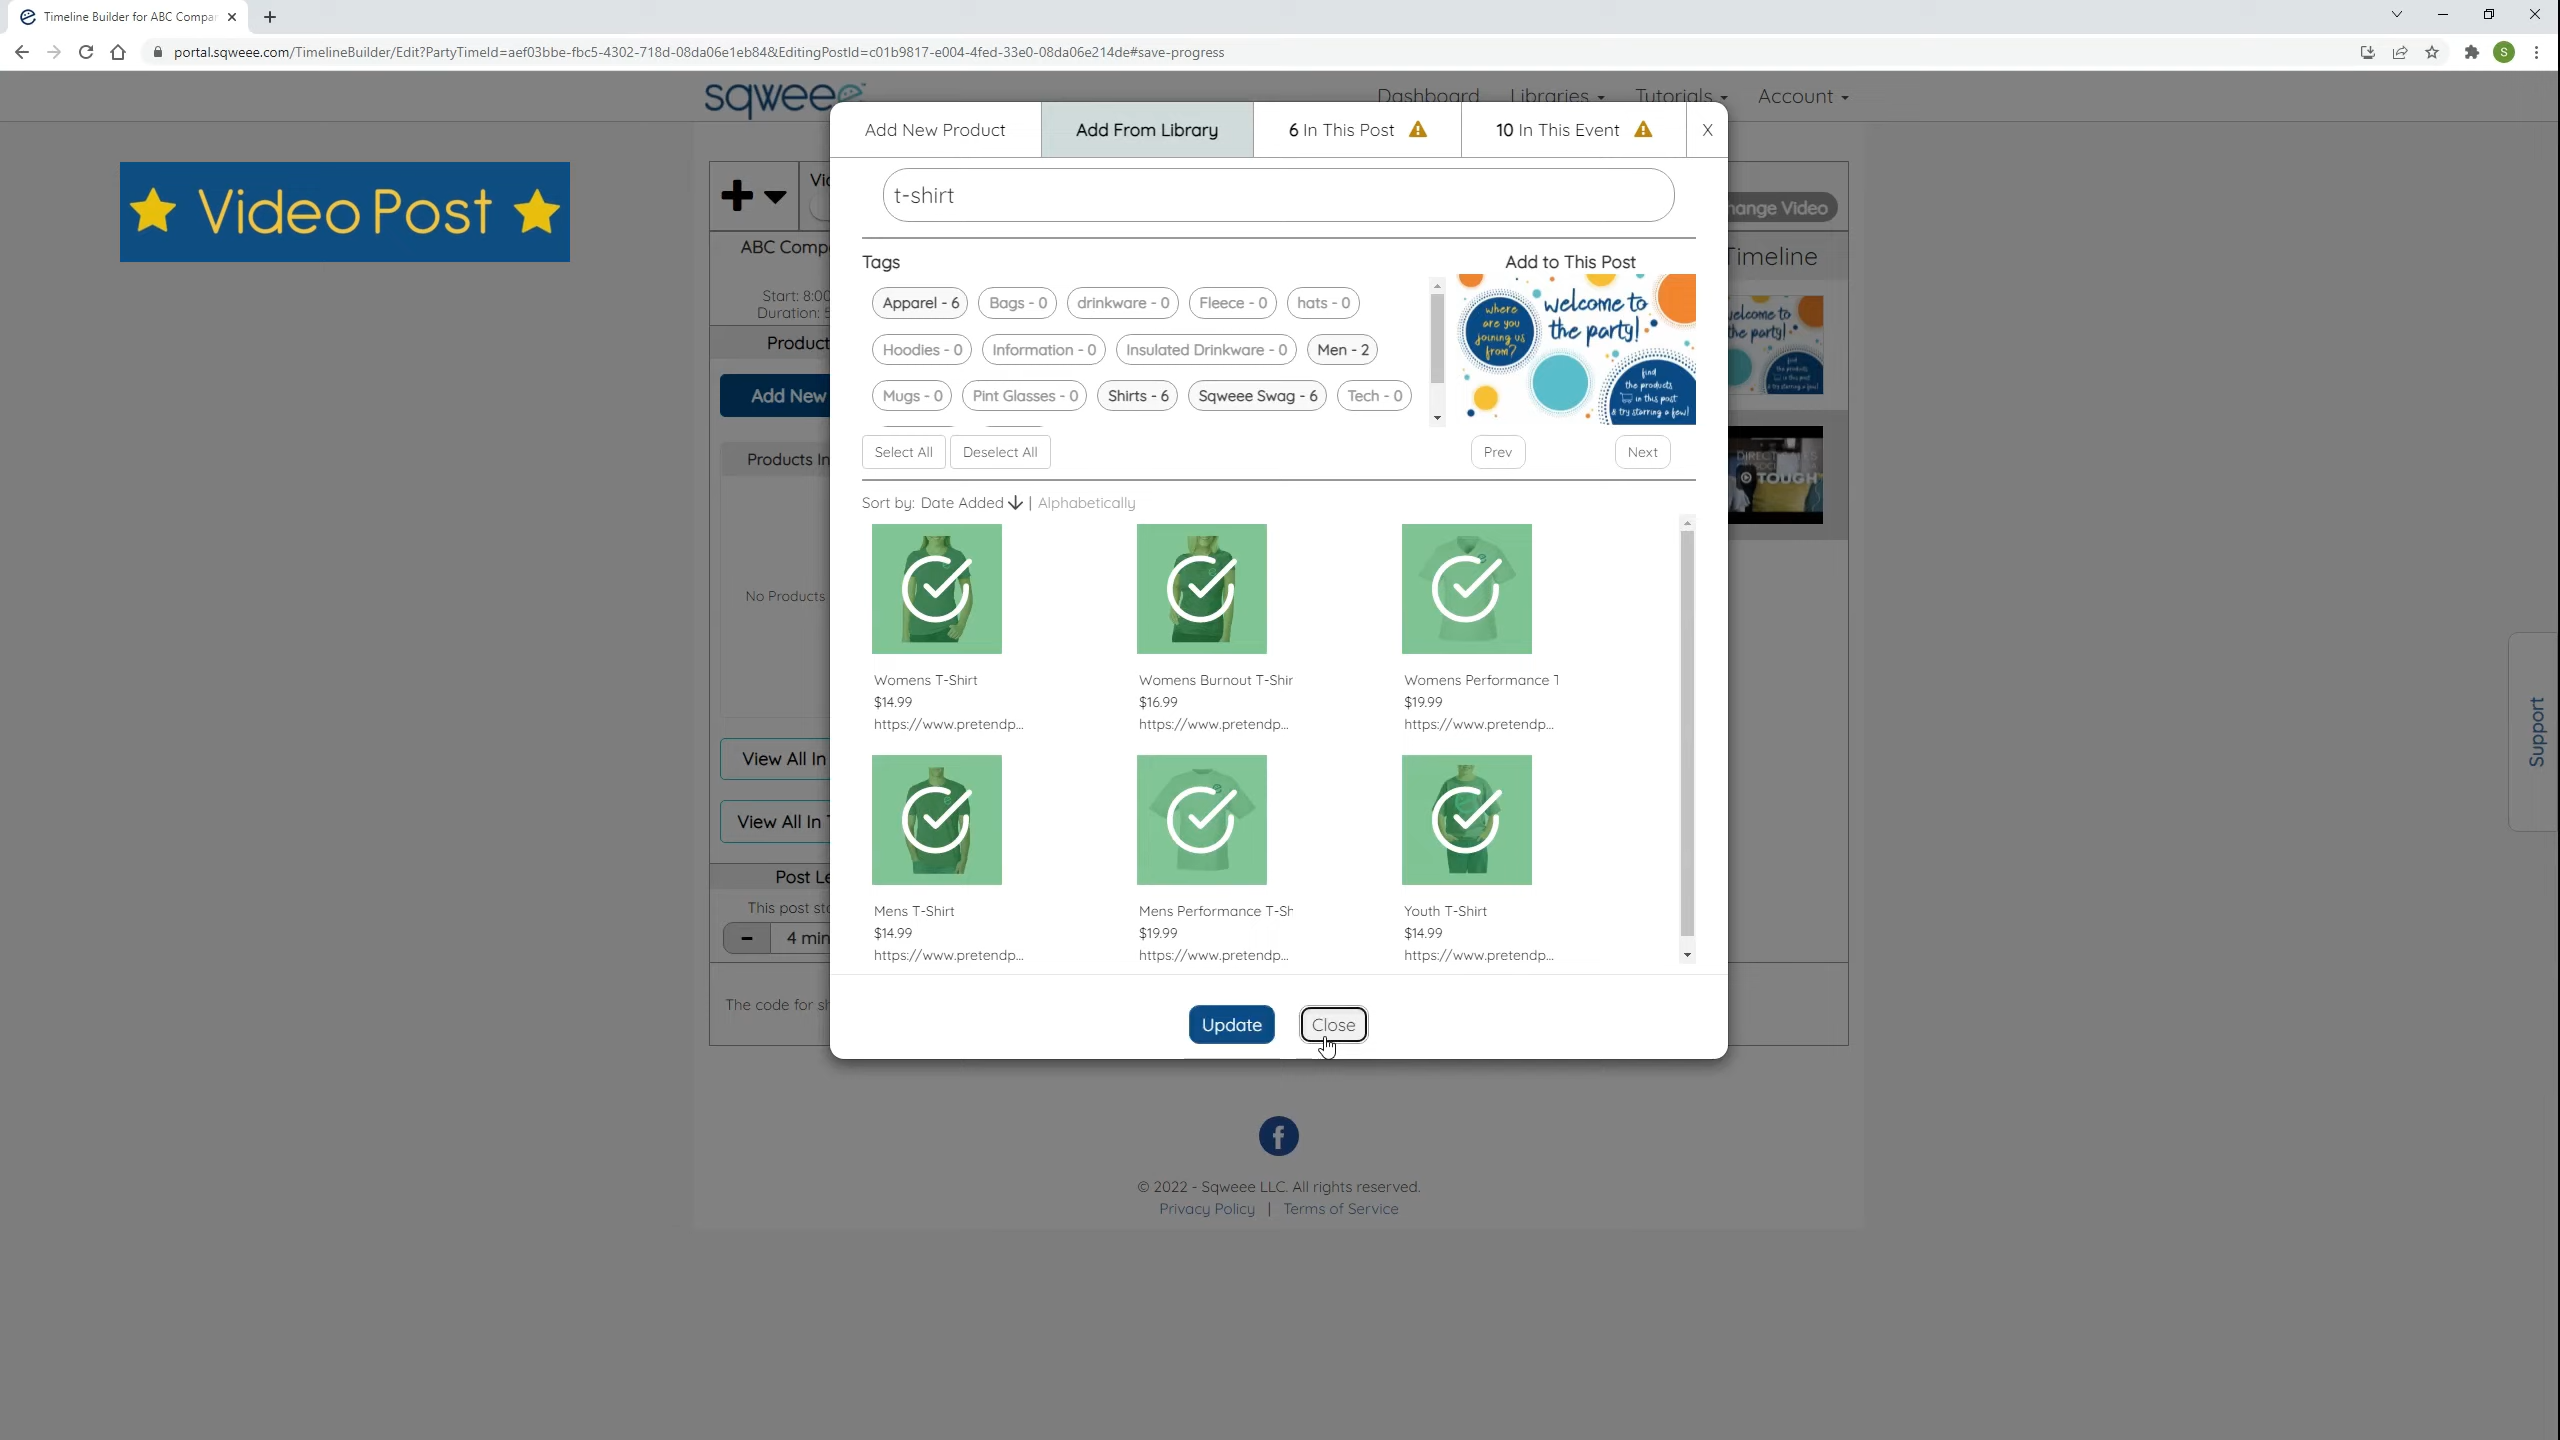 Timeline Builder for ABC Compar
portal.sqweee.com/TimelineBuilder/Edit?PartyTimeId=aef03bbe-fbc5-4302-718d-08da06e1eb84&EditingPostId=c01b9817-e004-4fed-33e0-08da06e214de#save-progress
S
sqweee
Dashboard
Libraries
Tutorials
Account
Video Post
Add New Product
Add From Library
6 In This Post
10 In This Event
X
t-shirt
hange Video
ABC Comp
Timeline
Tags
Add to This Post
Apparel - 6
Bags - 0
drinkware - 0
Fleece - 0
hats - 0
Hoodies - 0
Information - 0
Insulated Drinkware - 0
Men - 2
Mugs - 0
Pint Glasses - 0
Shirts - 6
Sqweee Swag - 6
Tech - 0
where
are you
joining us
from?
welcome to
the party!
find
the products
in this post
& try starring a few!
Start: 8:00
Duration: 5
Product
Add New
Select All
Deselect All
Prev
Next
Products In
TOUGH
Sort by: Date Added | Alphabetically
No Products
Womens T-Shirt
$14.99
https://www.pretendp...
Womens Burnout T-Shir
$16.99
https://www.pretendp...
Womens Performance T
$19.99
https://www.pretendp...
View All In
View All In T
Mens T-Shirt
$14.99
https://www.pretendp...
Mens Performance T-Sh
$19.99
https://www.pretendp...
Youth T-Shirt
$14.99
https://www.pretendp...
Post Le
This post sta
4 min
The code for sl
Update
Close
Support
© 2022 - Sqweee LLC. All rights reserved.
Privacy Policy | Terms of Service